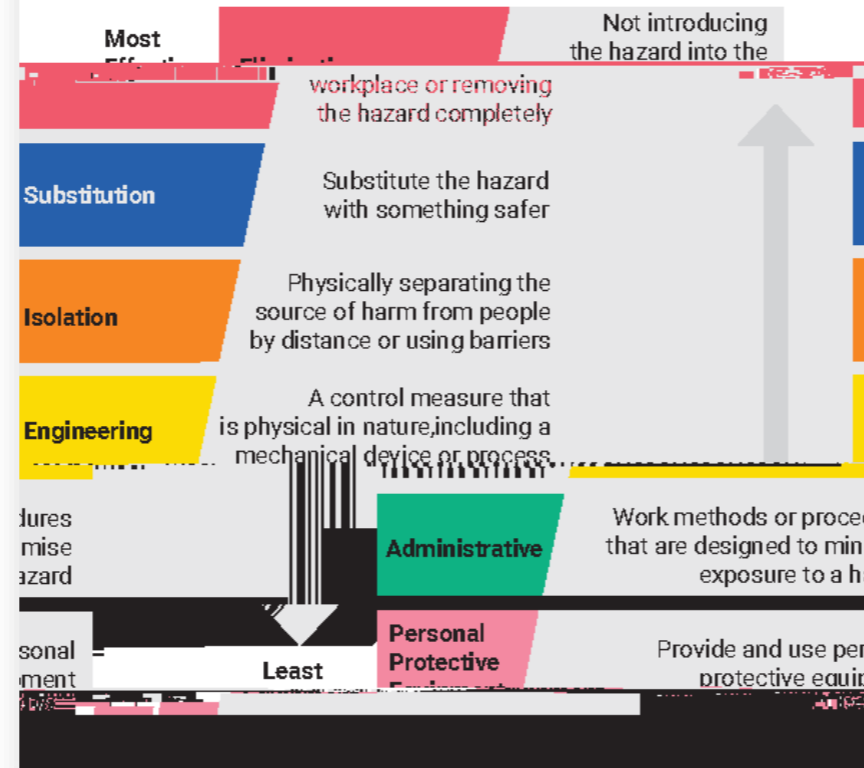 Most
Not introducing
the hazard into the
workplace or removing
the hazard completely
Substitution
Substitute the hazard
with something safer
Isolation
Physically separating the
source of harm from people
by distance or using barriers
Engineering
A control measure that
is physical in nature,including a
mechanical device or process
dures
mise
azard
Administrative
Work methods or proce
that are designed to min
exposure to a h
sonal
ment
Least
Personal
Protective
Provide and use per
protective equip